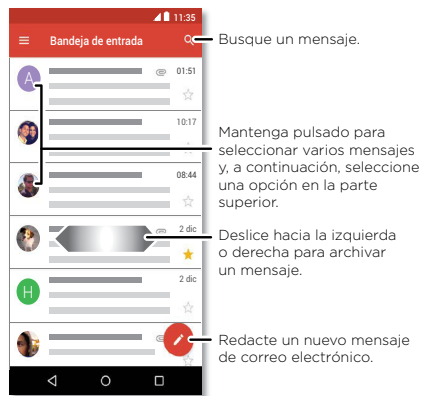 11:35
Bandeja de entrada
Busque un mensaje.
A
01:51
10:17
Mantenga pulsado para
seleccionar varios mensajes
y, a continuación, seleccione
una opción en la parte
superior.
08:44
2 dic
Deslice hacia la izquierda
o derecha para archivar
un mensaje.
H
2 dic
Redacte un nuevo mensaje
de correo electrónico.